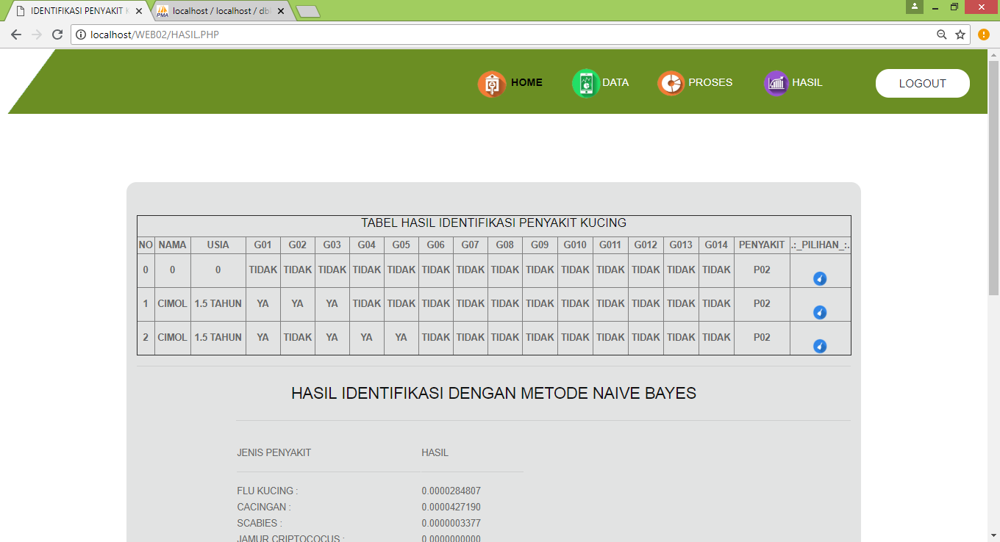 IDENTIFIKASI PENYAKIT K
localhost / localhost / db
localhost/WEB02/HASIL.PHP
HOME DATA PROSES HASIL LOGOUT
TABEL HASIL IDENTIFIKASI PENYAKIT KUCING
NO NAMA USIA G01 G02 G03 G04 G05 G06 G07 G08 G09 G010 G011 G012 G013 G014 PENYAKIT .:_PILIHAN_:.
0 0 0 TIDAK TIDAK TIDAK TIDAK TIDAK TIDAK TIDAK TIDAK TIDAK TIDAK TIDAK TIDAK TIDAK TIDAK P02
1 CIMOL 1.5 TAHUN YA YA YA TIDAK TIDAK TIDAK TIDAK TIDAK TIDAK TIDAK TIDAK TIDAK TIDAK TIDAK P02
2 CIMOL 1.5 TAHUN YA TIDAK YA YA YA TIDAK TIDAK TIDAK TIDAK TIDAK TIDAK TIDAK TIDAK TIDAK P02
HASIL IDENTIFIKASI DENGAN METODE NAIVE BAYES
JENIS PENYAKIT HASIL
FLU KUCING : 0.0000284807
CACINGAN : 0.0000427190
SCABIES : 0.0000003377
JAMUR CRIPTOCOCUS : 0.0000000000